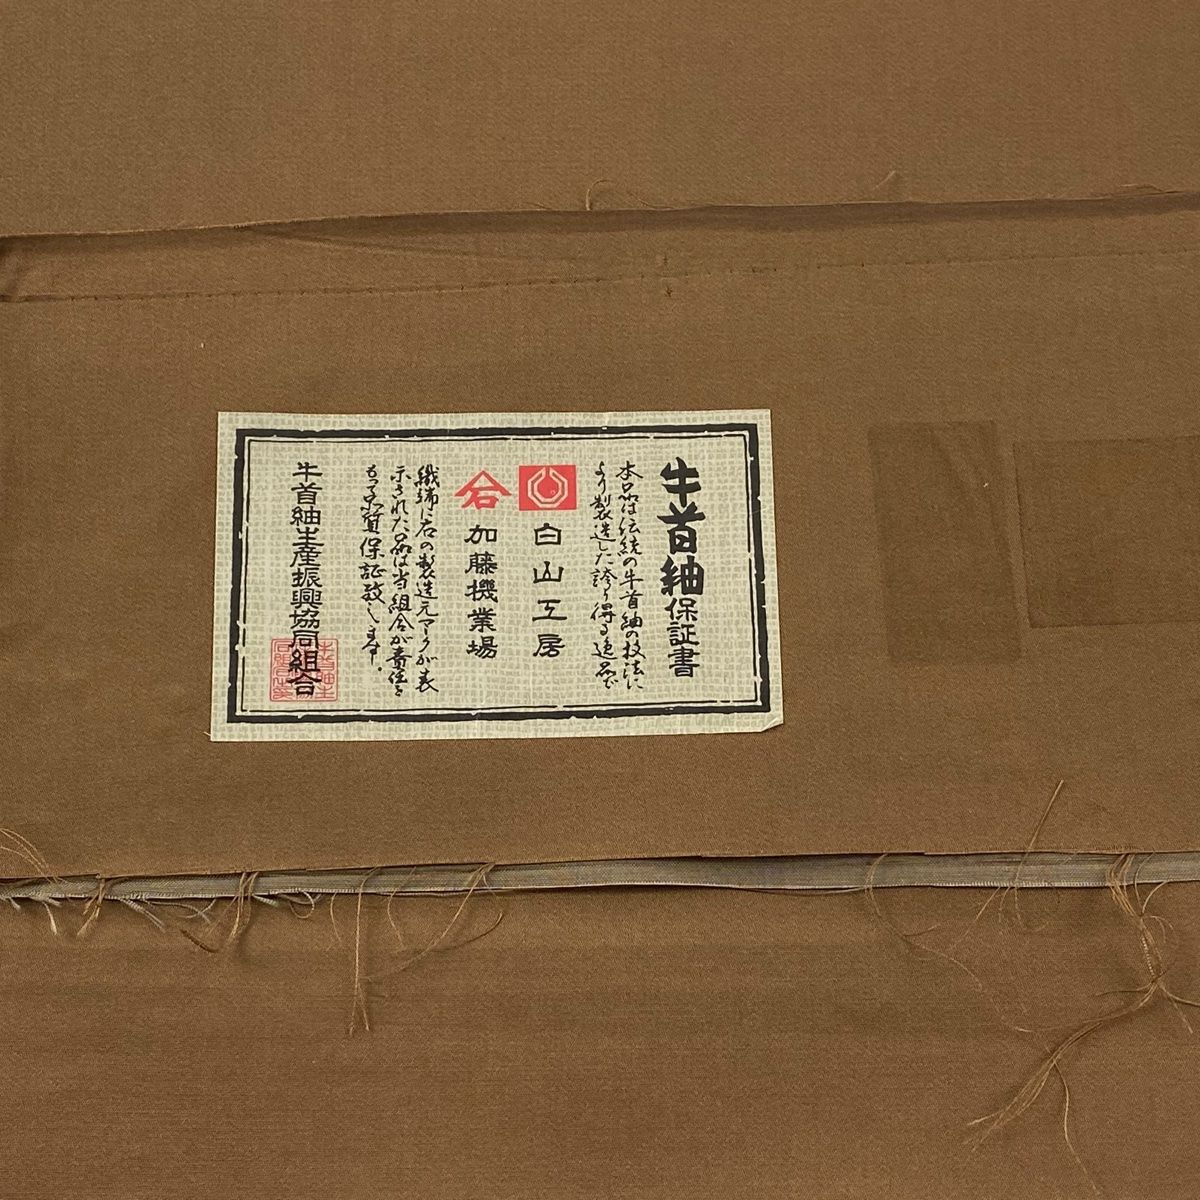 牛首紬保証書
本品は伝統の牛首紬の技法に
より製造した誇り得る逸品で
白山工房
石
加藤機業場
織端に右の製造元マークが表
示された品は当組合が責任を
もつて品質保証致します。
牛首紬生産振興協同組合